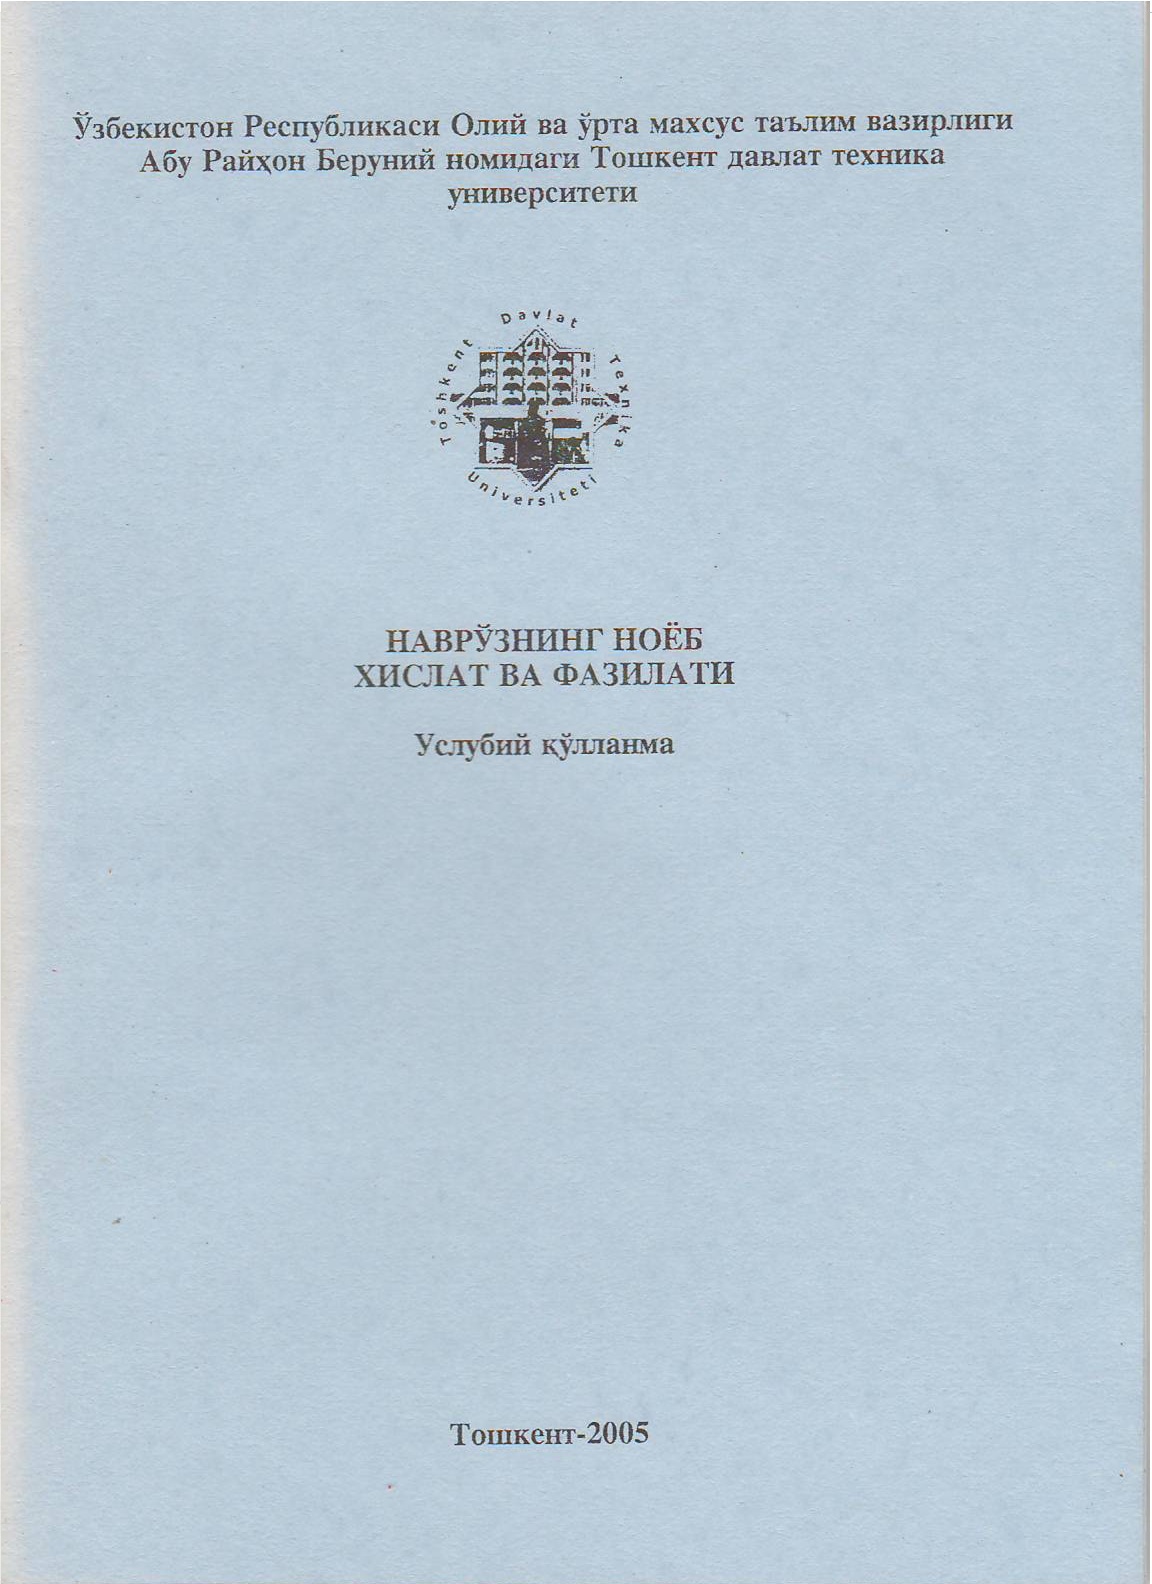 Ўзбекистон Республикаси Олий ва ўрта махсус таълим вазирлиги
Абу Райҳон Беруний номидаги Тошкент давлат техника
университети
Toshkent Davlat Texnika
Universiteti
НАВРЎЗНИНГ НОЁБ
ХИСЛАТ ВА ФАЗИЛАТИ
Услубий қўлланма
Тошкент-2005